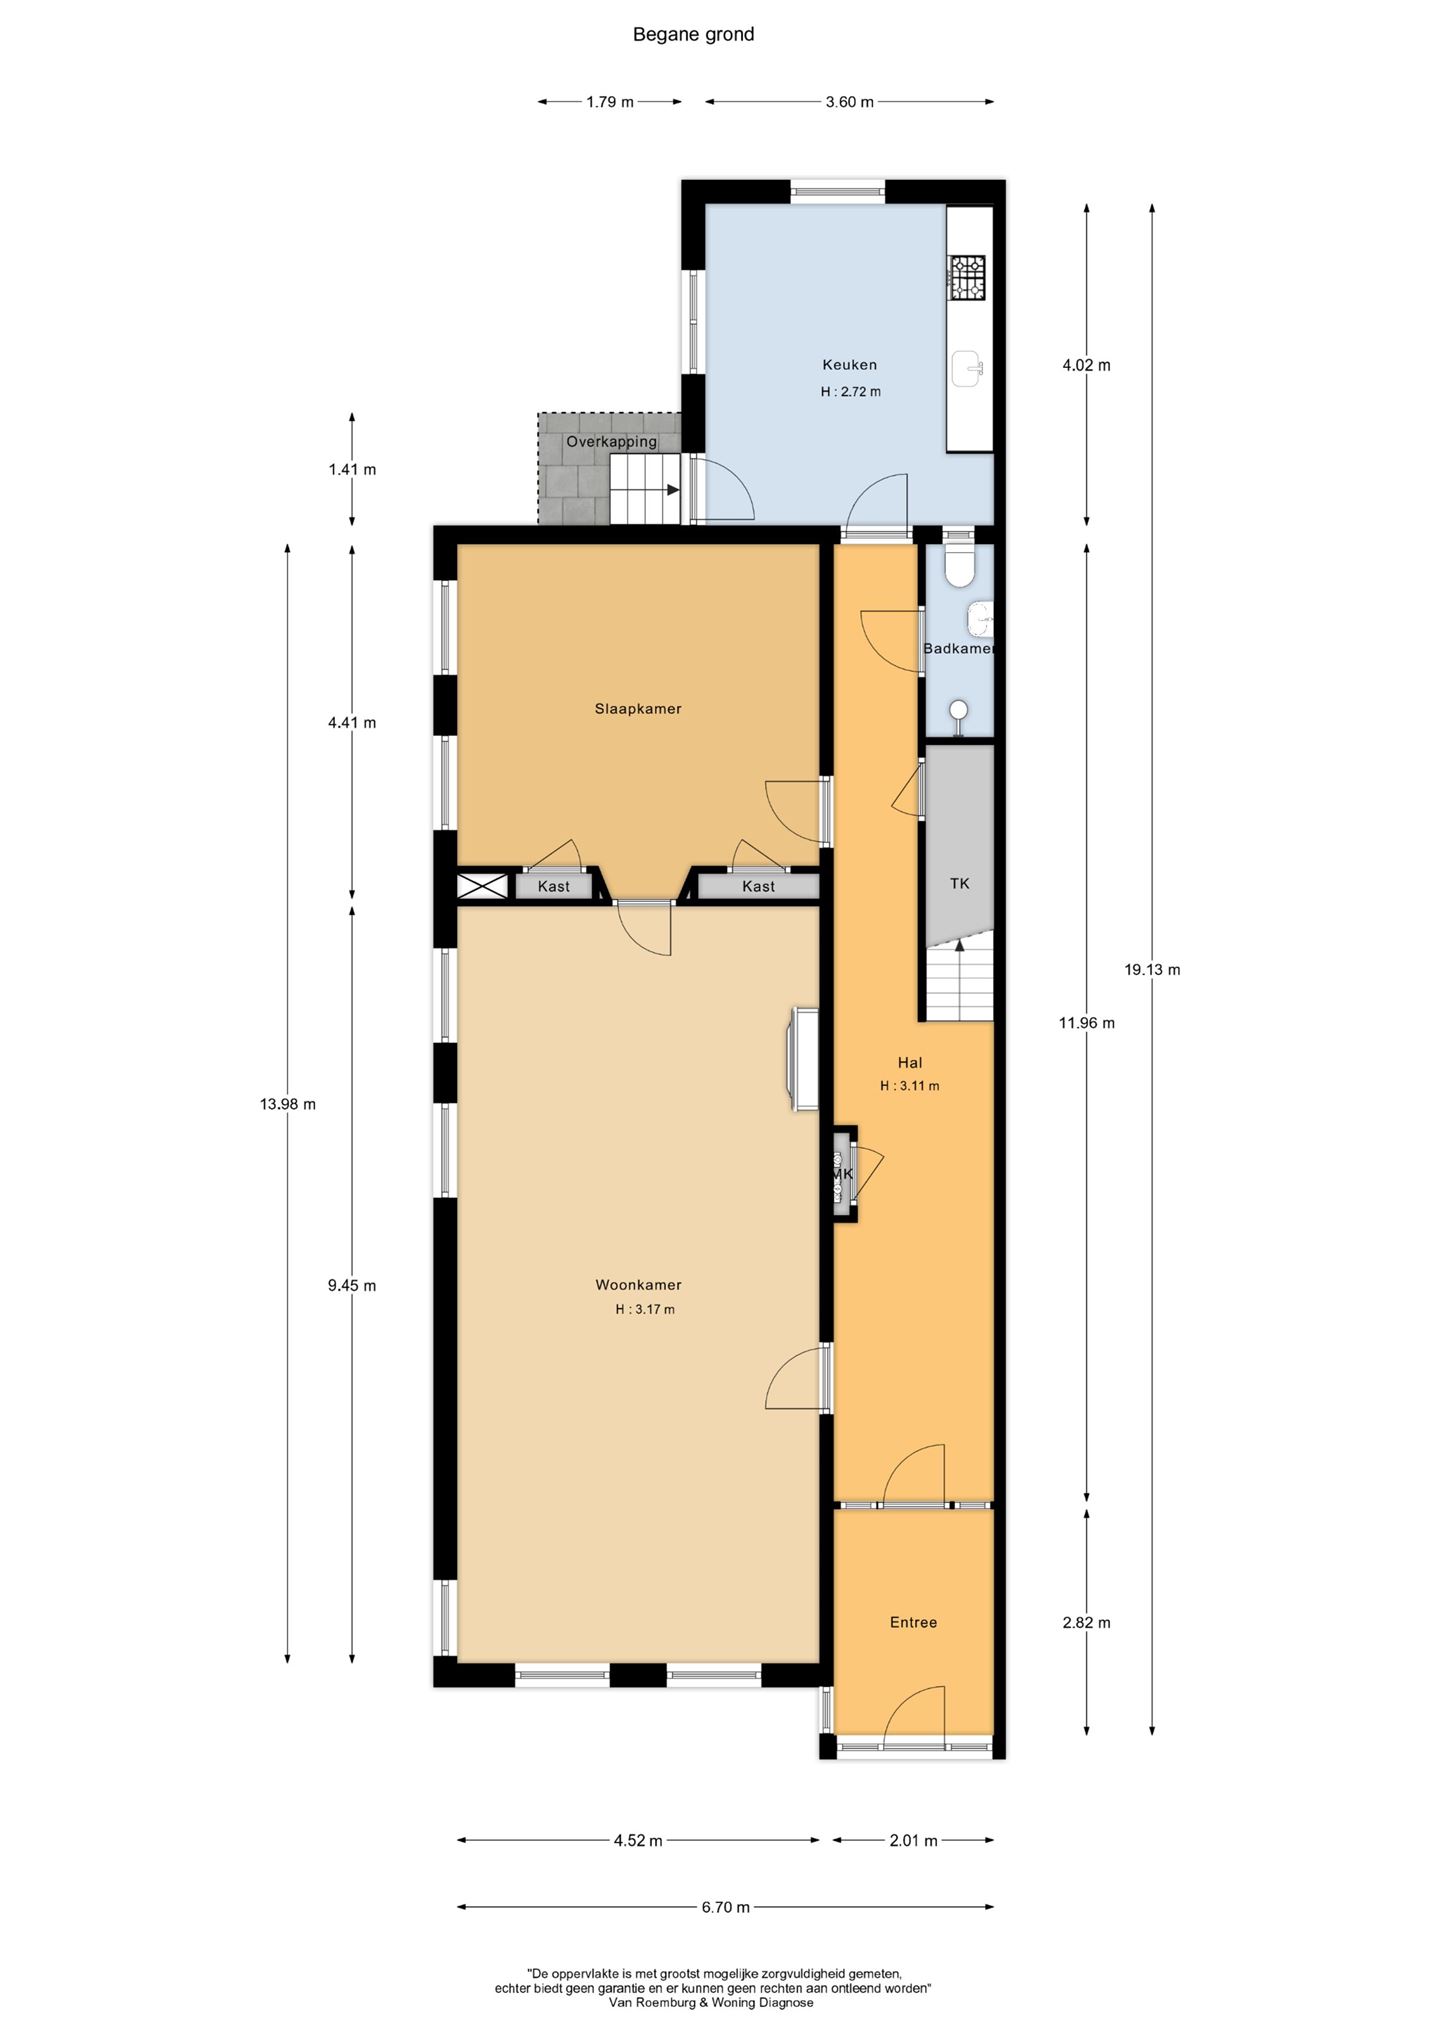 Begane grond
1.79 m
3.60 m
Keuken
H : 2.72 m
4.02 m
Overkapping
1.41 m
Badkamer
Slaapkamer
4.41 m
Kast
Kast
TK
19.13 m
11.96 m
Hal
H : 3.11 m
13.98 m
MK
Woonkamer
H : 3.17 m
9.45 m
Entree
2.82 m
4.52 m
2.01 m
6.70 m
"De oppervlakte is met grootst mogelijke zorgvuldigheid gemeten,
echter biedt geen garantie en er kunnen geen rechten aan ontleend worden"
Van Roemburg & Woning Diagnose